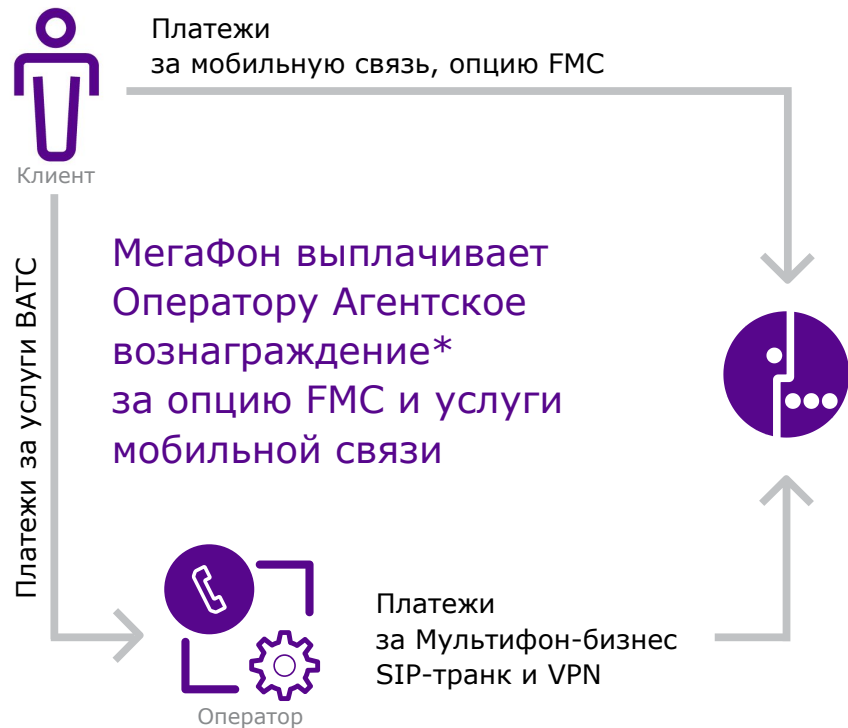 Платежи
за мобильную связь, опцию FMC
Клиент
Платежи за услуги ВАТС
МегаФон выплачивает
Оператору Агентское
вознаграждение*
за опцию FMC и услуги
мобильной связи
Платежи
за Мультифон-бизнес
SIP-транк и VPN
Оператор